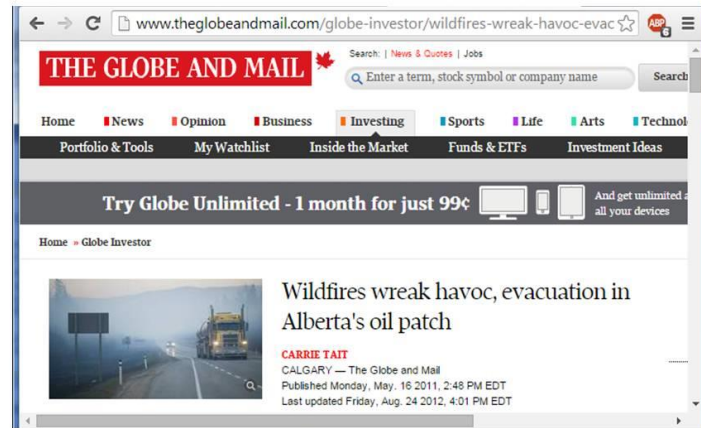 www.theglobeandmail.com/globe-investor/wildfires-wreak-havoc-evac
ABP
6
Search: | News & Quotes | Jobs
THE GLOBE AND MAIL
Enter a term, stock symbol or company name
Search
Home News Opinion Business Investing Sports Life Arts Technol
Portfolio & Tools My Watchlist Inside the Market Funds & ETFs Investment Ideas
Try Globe Unlimited - 1 month for just 99¢
And get unlimited a
all your devices
Home » Globe Investor
Wildfires wreak havoc, evacuation in
Alberta's oil patch
CARRIE TAIT
CALGARY — The Globe and Mail
Published Monday, May. 16 2011, 2:48 PM EDT
Last updated Friday, Aug. 24 2012, 4:01 PM EDT